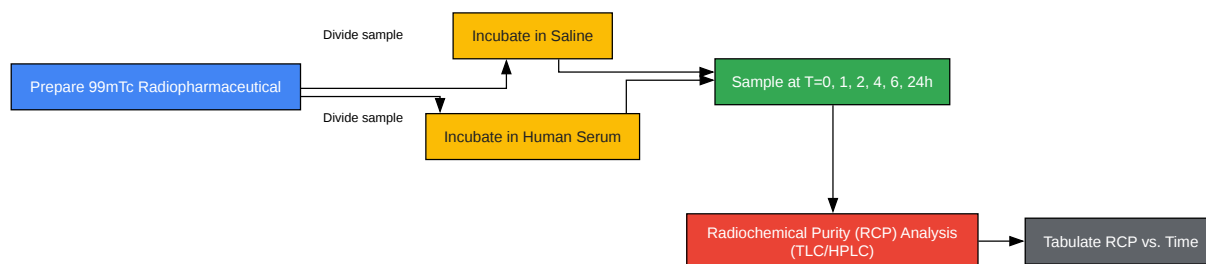 Prepare 99mTc Radiopharmaceutical
Divide sample
Divide sample
Incubate in Saline
Incubate in Human Serum
Sample at T=0, 1, 2, 4, 6, 24h
Radiochemical Purity (RCP) Analysis
(TLC/HPLC)
Tabulate RCP vs. Time